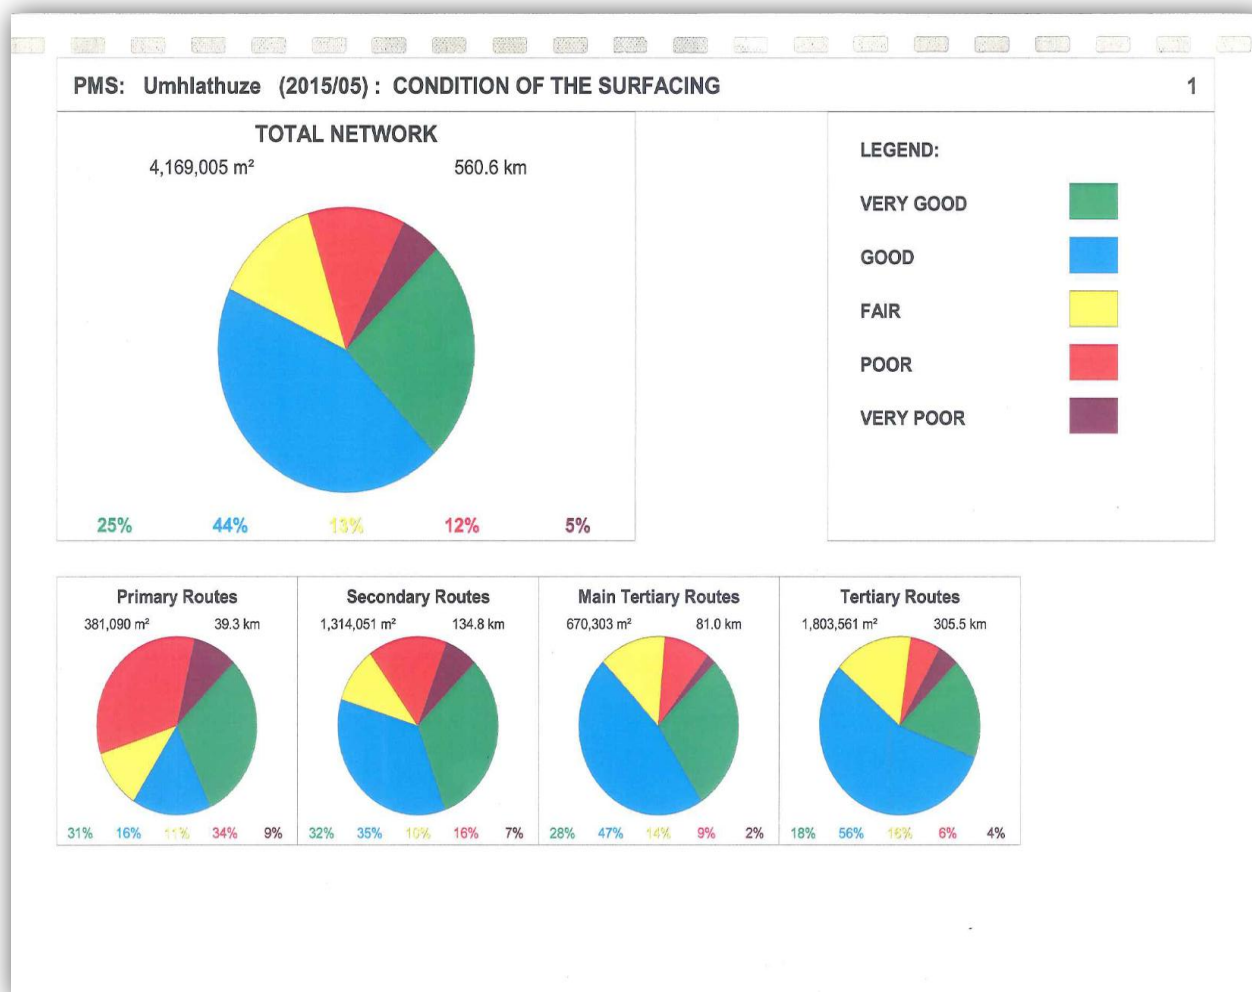 PMS: Umhlathuze (2015/05) : CONDITION OF THE SURFACING 1
TOTAL NETWORK
4,169,005 m² 560.6 km
25% 44% 13% 12% 5%
LEGEND:
VERY GOOD
GOOD
FAIR
POOR
VERY POOR
Primary Routes
381,090 m² 39.3 km
31% 16% 11% 34% 9%
Secondary Routes
1,314,051 m² 134.8 km
32% 35% 10% 16% 7%
Main Tertiary Routes
670,303 m² 81.0 km
28% 47% 14% 9% 2%
Tertiary Routes
1,803,561 m² 305.5 km
18% 56% 16% 6% 4%